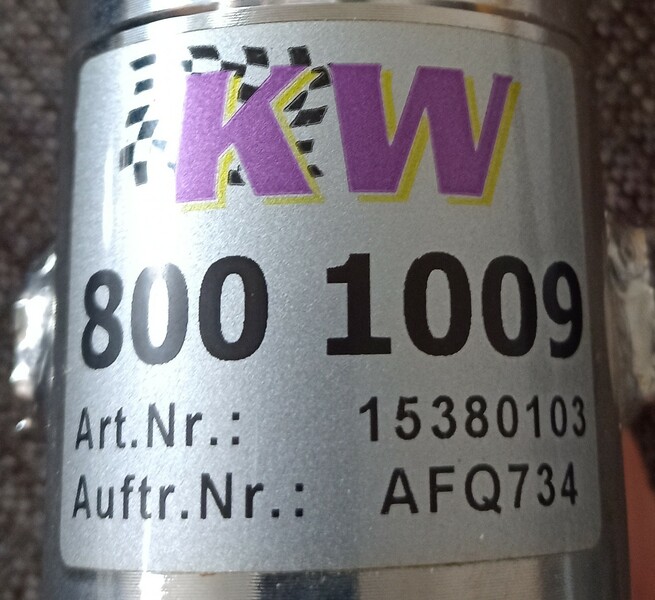 KW
800 1009
Art.Nr.: 15380103
Auftr.Nr.: AFQ734